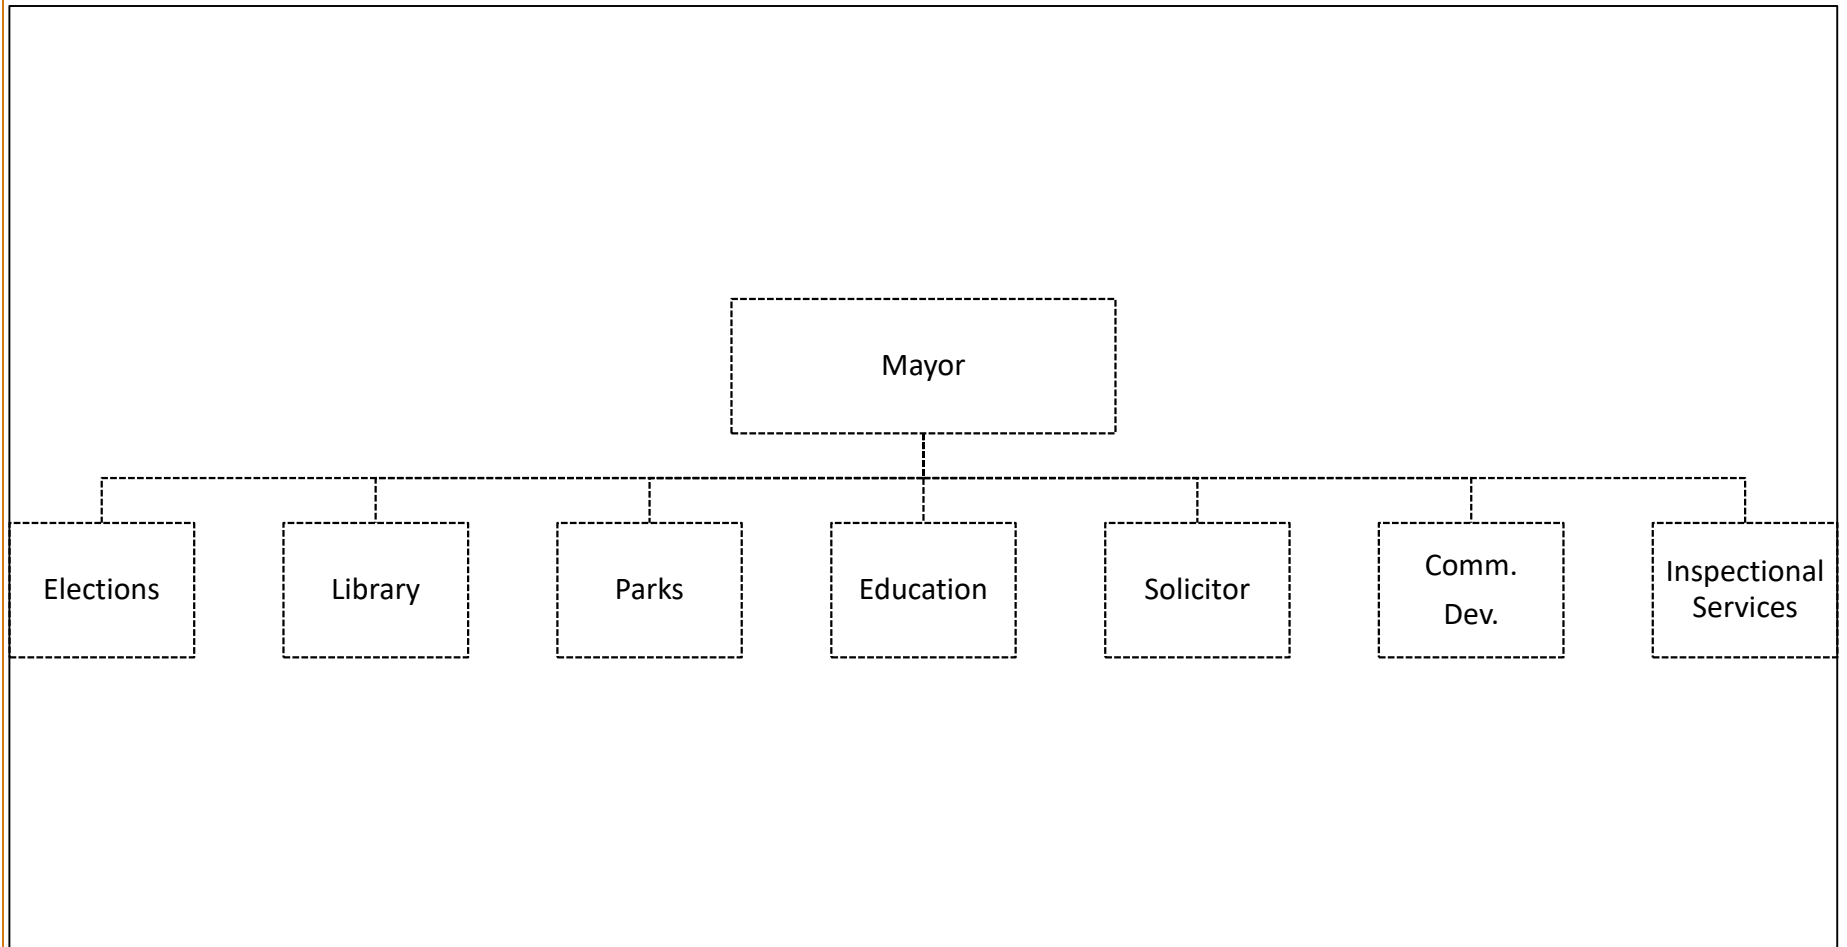 Mayor
Elections
Library
Parks
Education
Solicitor
Comm.
Dev.
Inspectional
Services